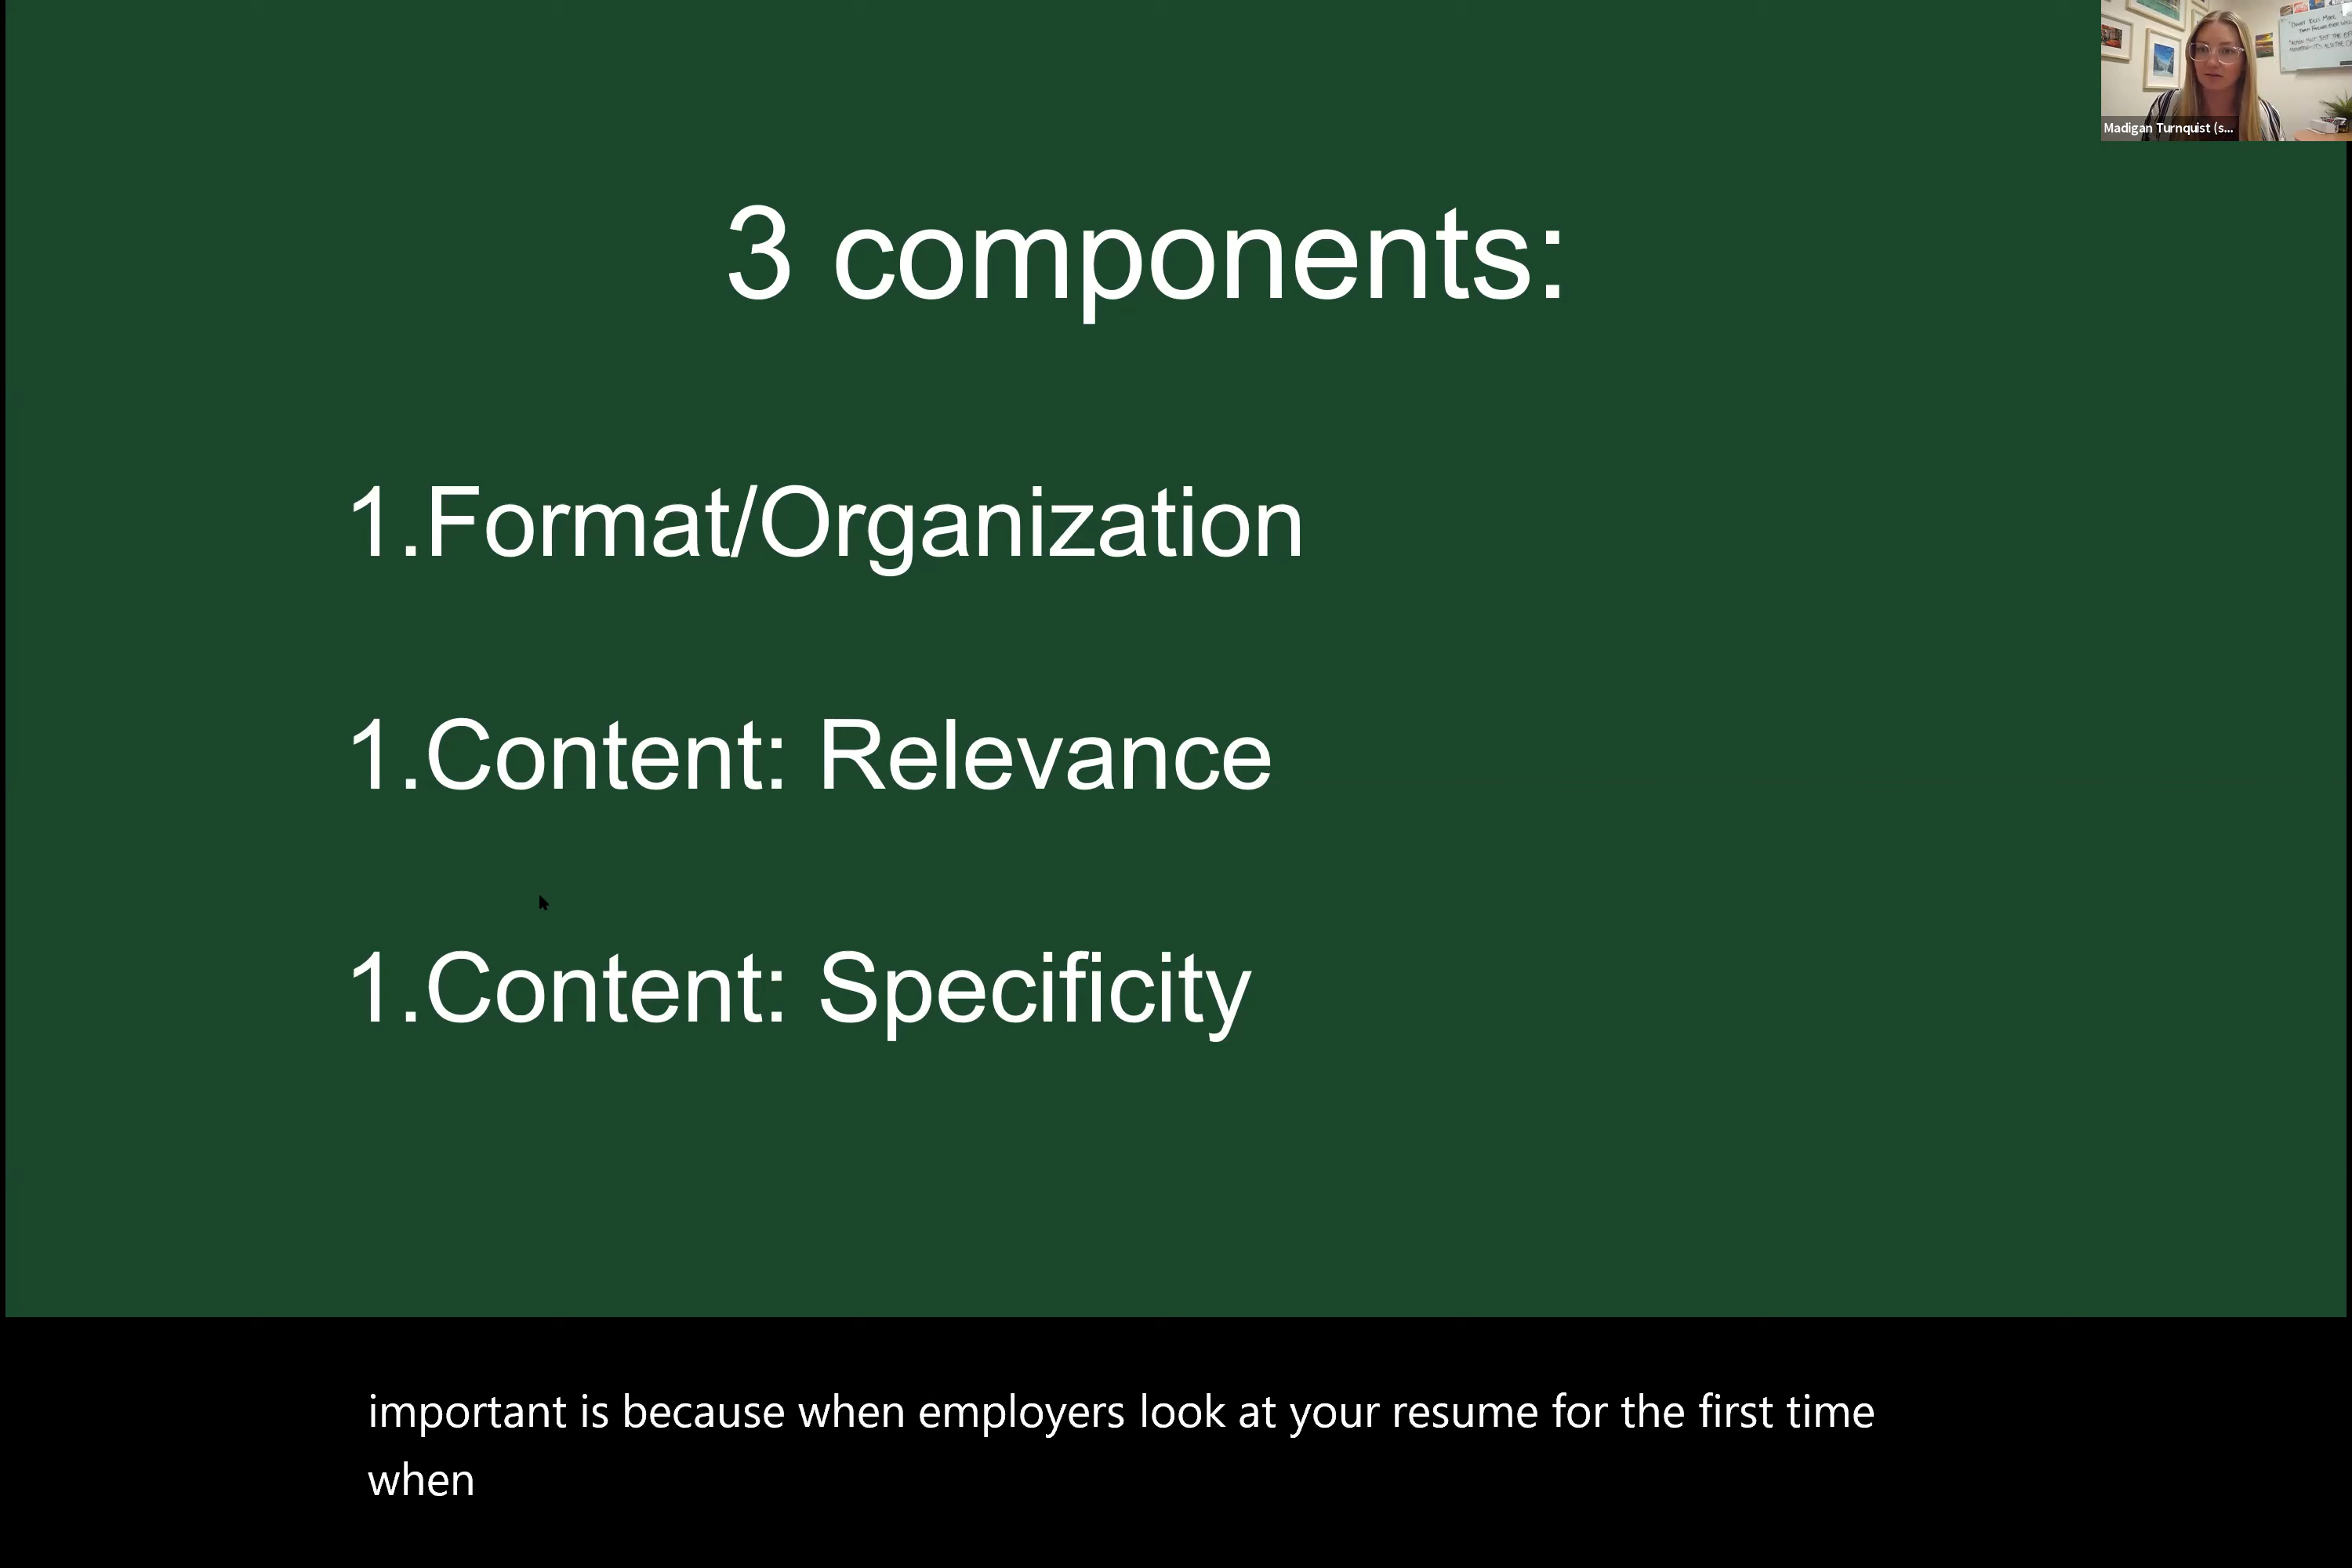 3 components:
1.Format/Organization
1.Content: Relevance
1.Content: Specificity
Madigan Turnquist (s...
important is because when employers look at your resume for the first time
when